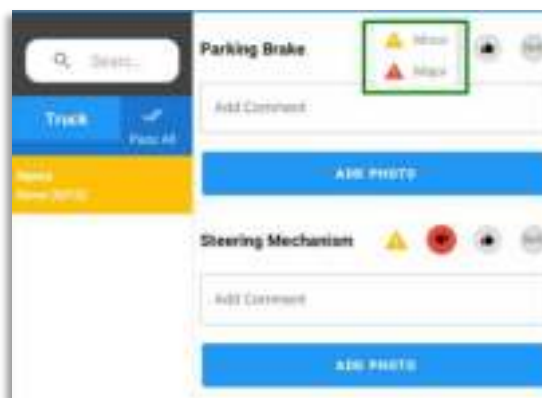 Parking Brake
Minor
Major
Search...
Add Comment
Truck
Pass All
ADD PHOTO
Steering Mechanism
Add Comment
ADD PHOTO